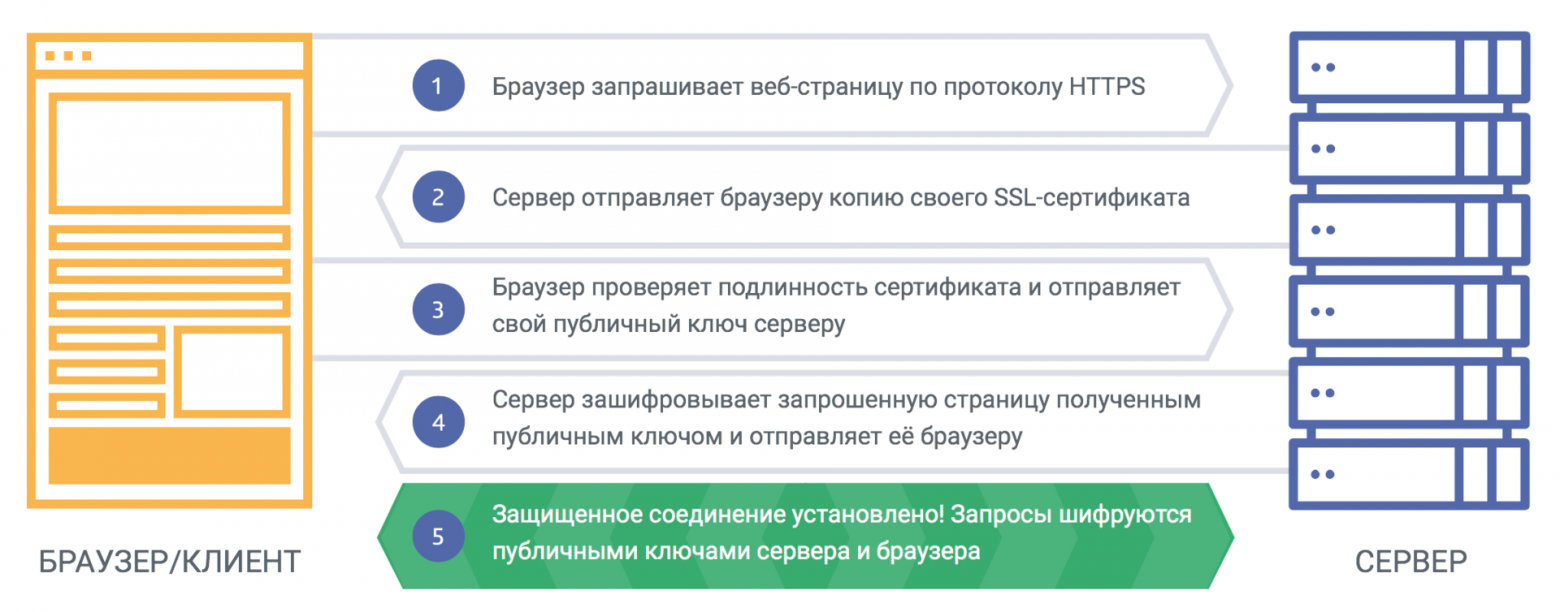 1
Браузер запрашивает веб-страницу по протоколу HTTPS
2
Сервер отправляет браузеру копию своего SSL-сертификата
3
Браузер проверяет подлинность сертификата и отправляет
свой публичный ключ серверу
4
Сервер зашифровывает запрошенную страницу полученным
публичным ключом и отправляет её браузеру
5
Защищенное соединение установлено! Запросы шифруются
публичными ключами сервера и браузера
БРАУЗЕР/КЛИЕНТ
СЕРВЕР